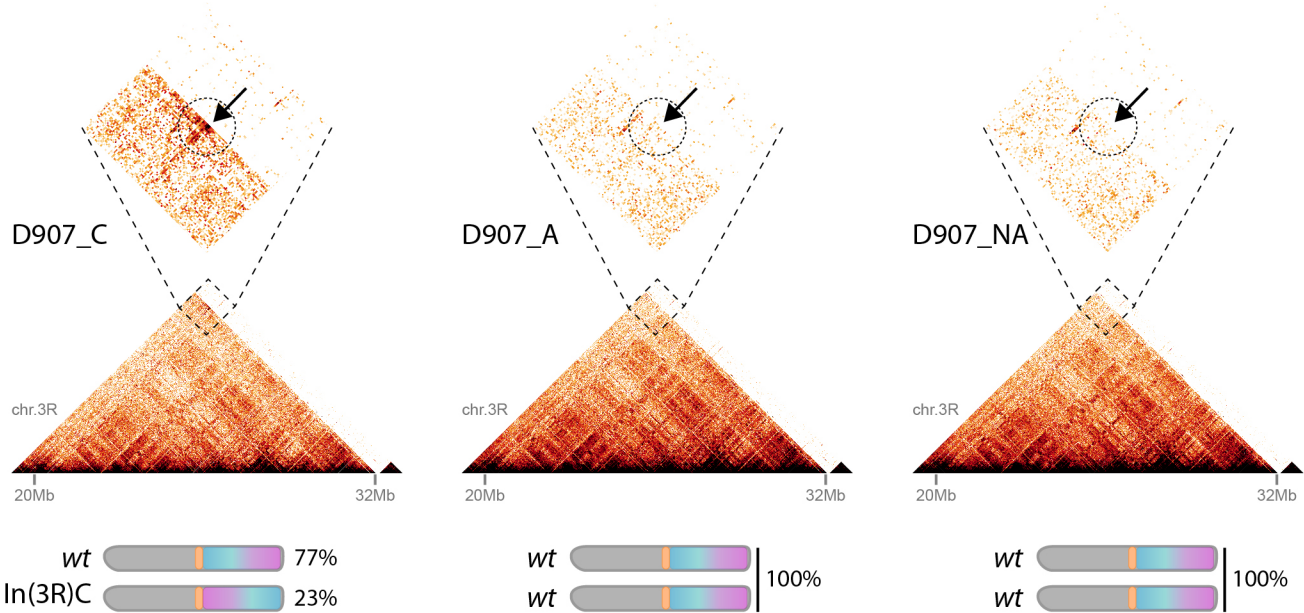 D907_C
D907_A
D907_NA
chr.3R
chr.3R
chr.3R
20Mb 32Mb
20Mb 32Mb
20Mb 32Mb
wt 77%
In(3R)C 23%
wt
wt
100%
wt
wt
100%